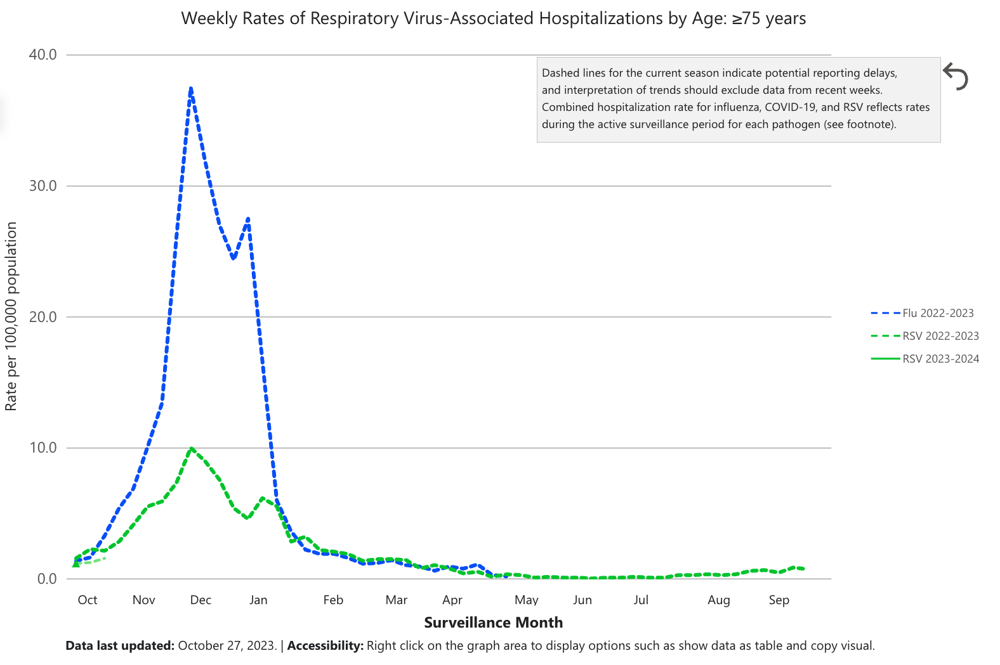 Weekly Rates of Respiratory Virus-Associated Hospitalizations by Age: ≥75 years
40.0
Dashed lines for the current season indicate potential reporting delays,
and interpretation of trends should exclude data from recent weeks.
Combined hospitalization rate for influenza, COVID-19, and RSV reflects rates
during the active surveillance period for each pathogen (see footnote).
30.0
Rate per 100,000 population
20.0
Flu 2022-2023
RSV 2022-2023
RSV 2023-2024
10.0
0.0
Oct Nov Dec Jan Feb Mar Apr May Jun Jul Aug Sep
Surveillance Month
Data last updated: October 27, 2023. | Accessibility: Right click on the graph area to display options such as show data as table and copy visual.